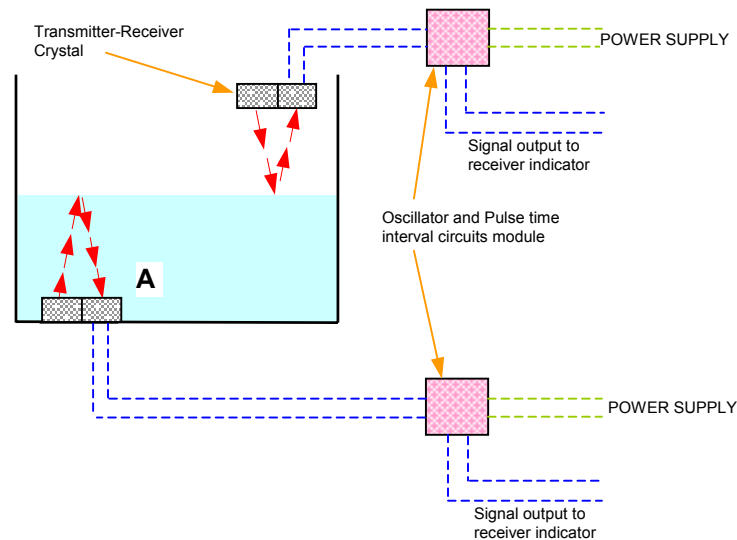 Transmitter-Receiver
Crystal
POWER SUPPLY
Signal output to
receiver indicator
Oscillator and Pulse time
interval circuits module
A
POWER SUPPLY
Signal output to
receiver indicator